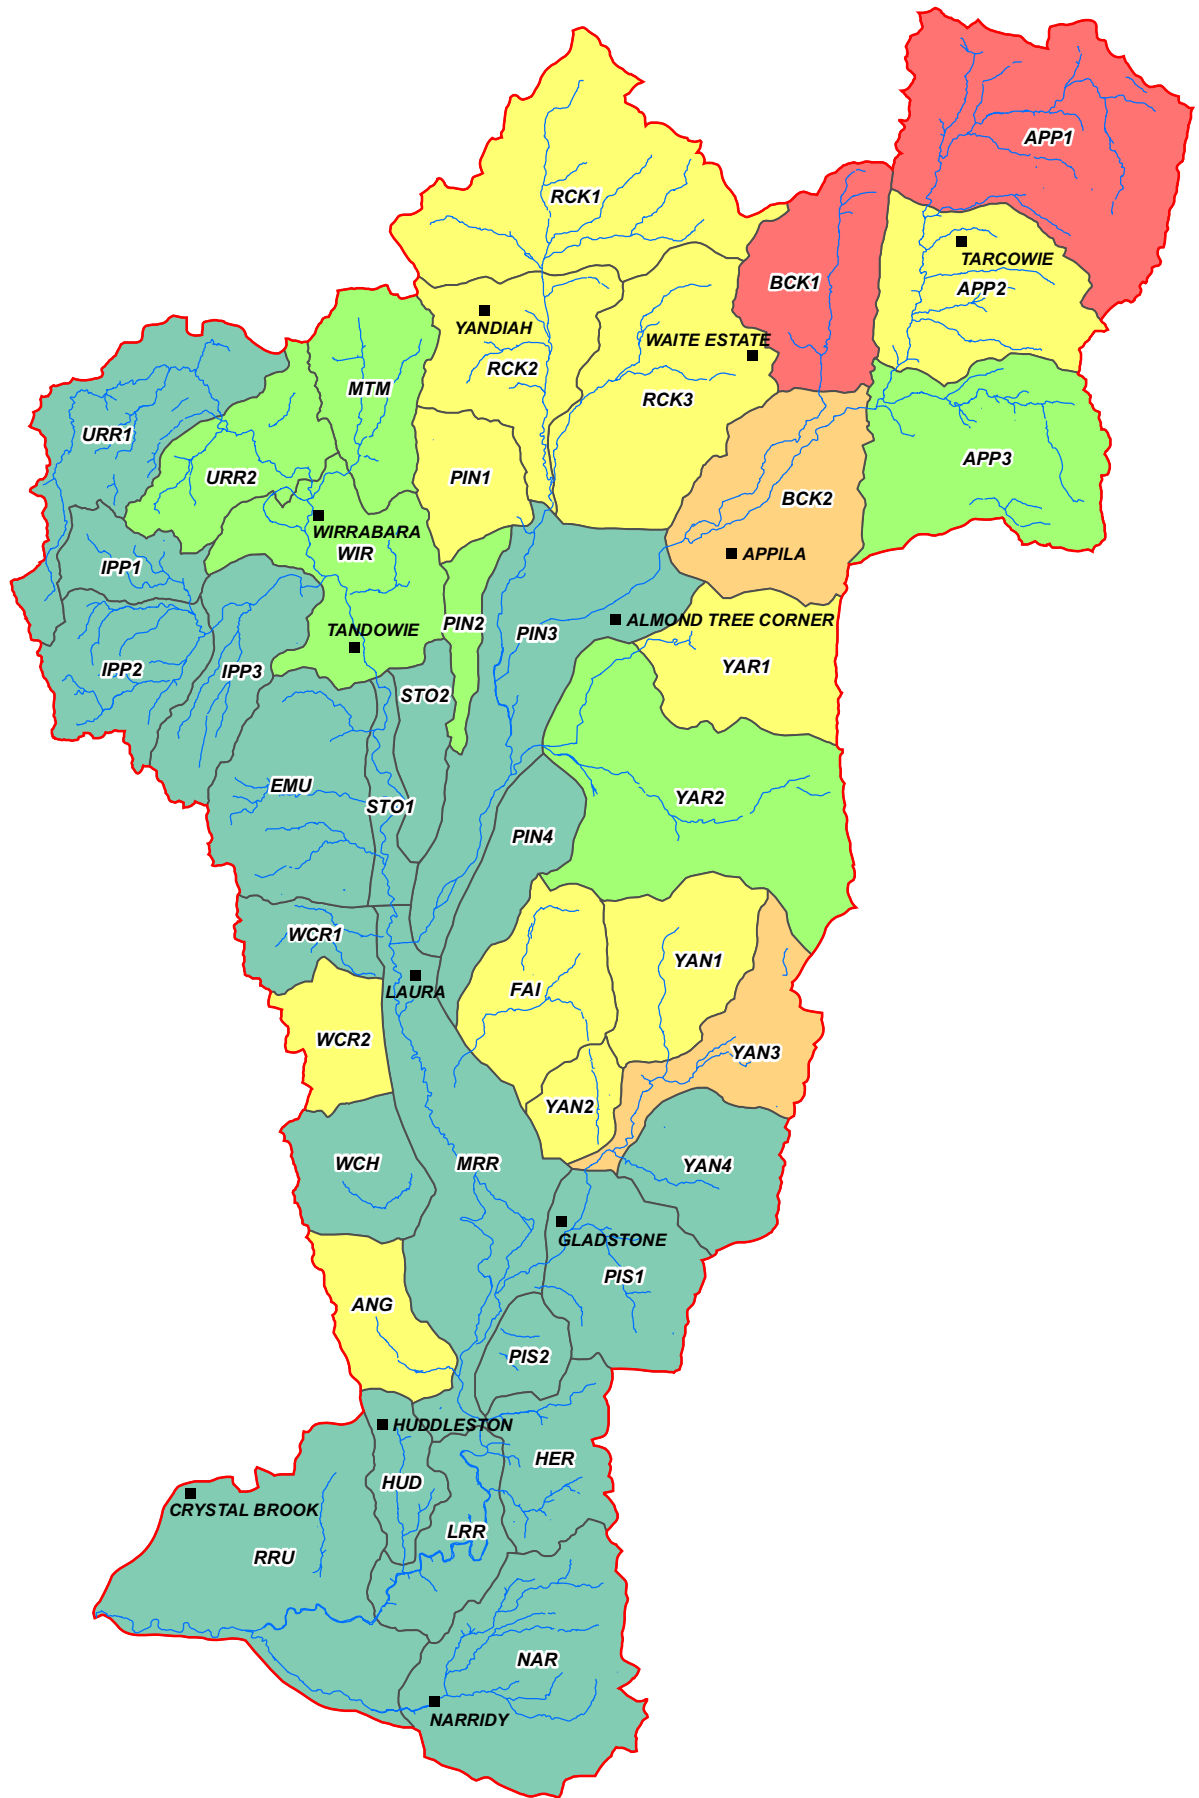 APP1
RCK1
TARCOWIE
BCK1
APP2
YANDIAH
WAITE ESTATE
RCK2
MTM
RCK3
URR1
APP3
URR2
PIN1
BCK2
WIRRABARA
WIR
APPILA
IPP1
ALMOND TREE CORNER
PIN2
TANDOWIE
PIN3
YAR1
IPP2
IPP3
STO2
EMU
YAR2
STO1
PIN4
WCR1
YAN1
FAI
LAURA
WCR2
YAN3
YAN2
WCH
MRR
YAN4
GLADSTONE
PIS1
ANG
PIS2
HUDDLESTON
HER
HUD
CRYSTAL BROOK
LRR
RRU
NAR
NARRIDY